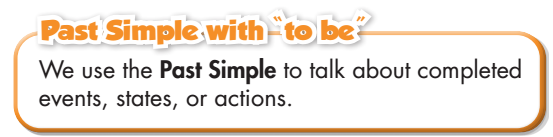 Past Simple with "to be"
We use the Past Simple to talk about completed
events, states, or actions.